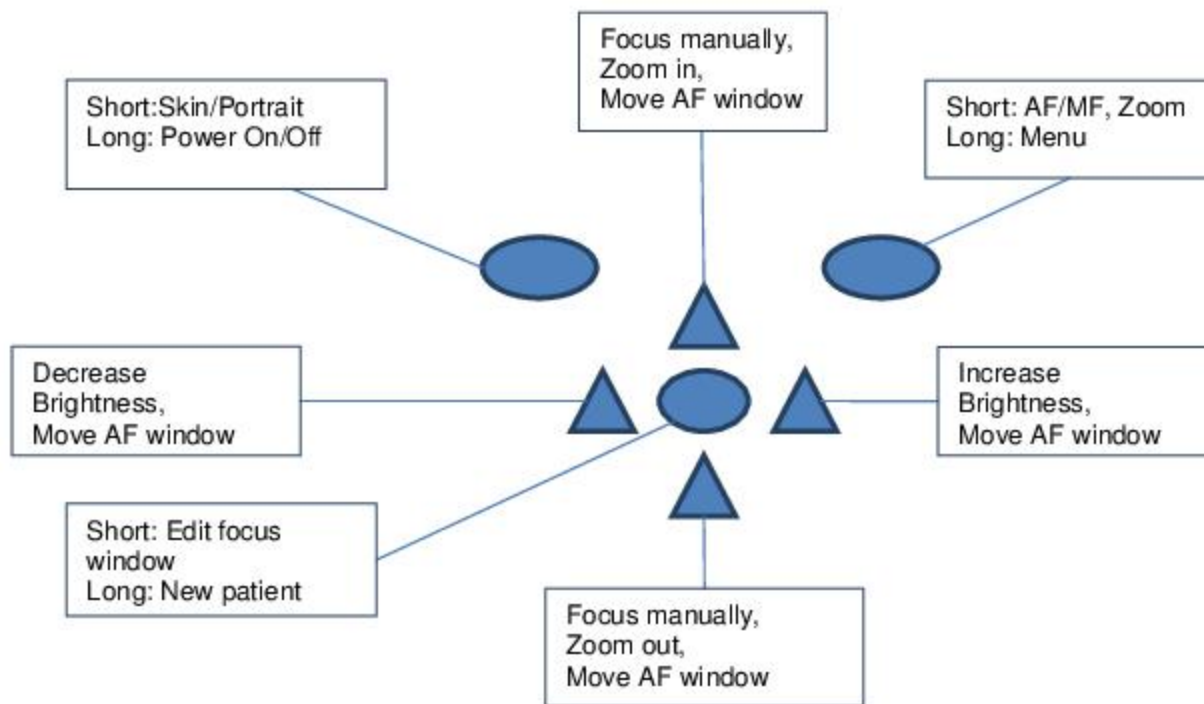 Focus manually,
Zoom in,
Move AF window
Short:Skin/Portrait
Long: Power On/Off
Short: AF/MF, Zoom
Long: Menu
Decrease
Brightness,
Move AF window
Increase
Brightness,
Move AF window
Short: Edit focus
window
Long: New patient
Focus manually,
Zoom out,
Move AF window